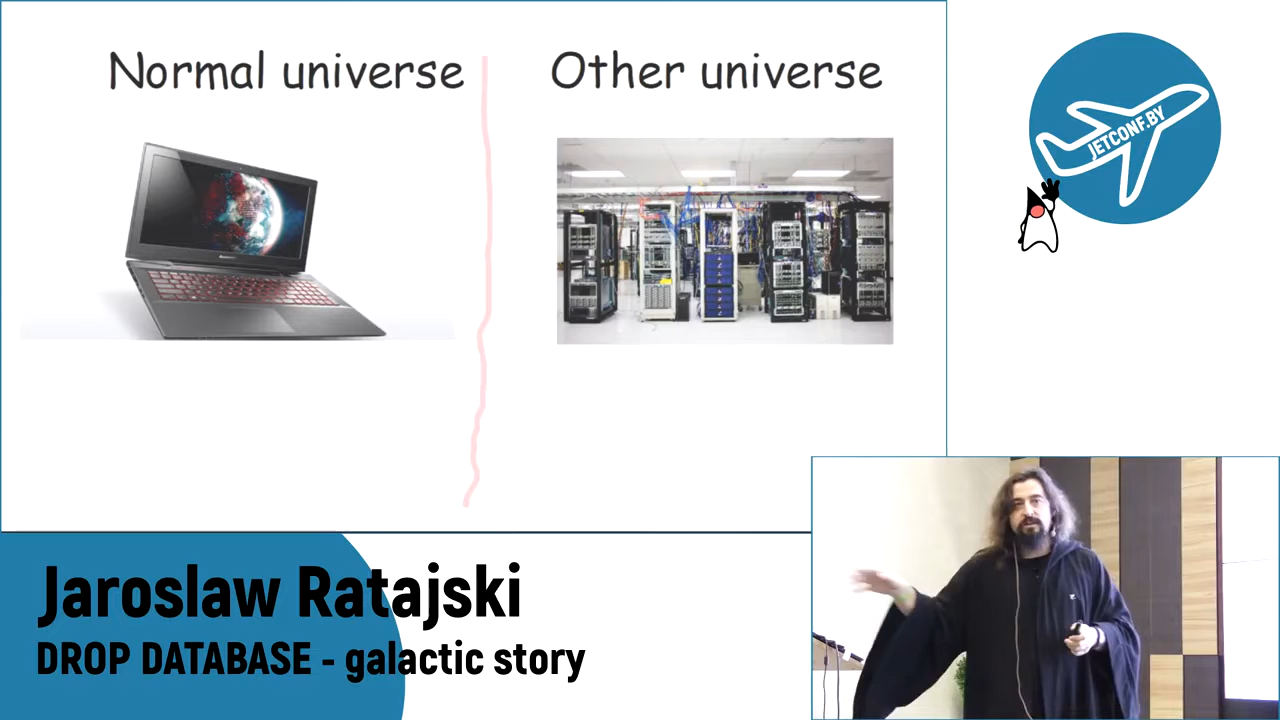 Normal universe
Other universe
JETCONF.BY
Jaroslaw Ratajski
DROP DATABASE - galactic story